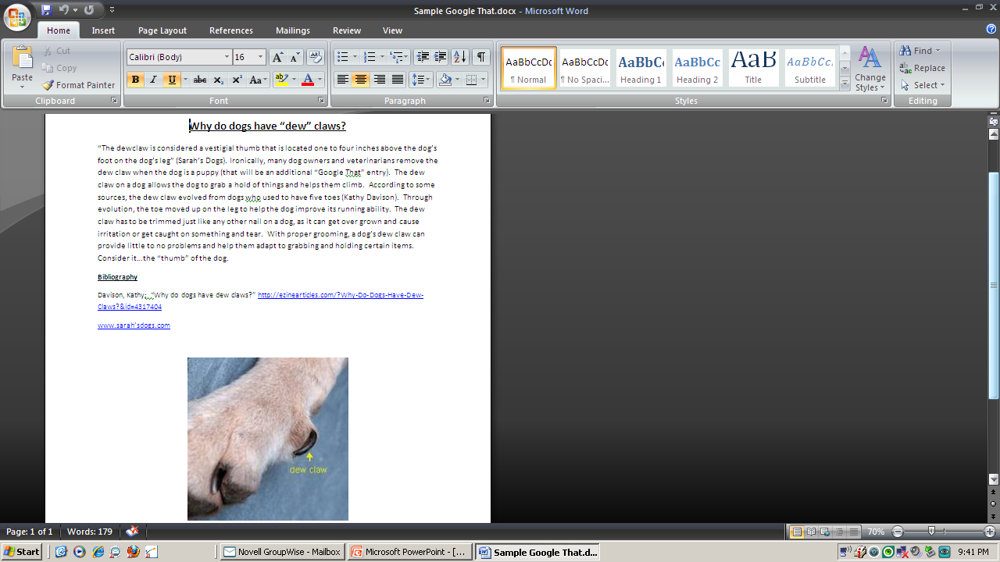 Sample Google That.docx - Microsoft Word
Home Insert Page Layout References Mailings Review View
Paste
Cut
Copy
Format Painter
Clipboard
Calibri (Body) 16
B I U abc x₂ x² Aa
Font
Paragraph
AaBbCcDc AaBbCcDc AaBbCc AaBbCc AaB AaBbCc.
¶ Normal ¶ No Spaci... Heading 1 Heading 2 Title Subtitle
Change Styles
Styles
Find
Replace
Select
Editing
Why do dogs have “dew” claws?
“The dewclaw is considered a vestigial thumb that is located one to four inches above the dog’s
foot on the dog’s leg” (Sarah’s Dogs). Ironically, many dog owners and veterinarians remove the
dew claw when the dog is a puppy (that will be an additional “Google That” entry). The dew
claw on a dog allows the dog to grab a hold of things and helps them climb. According to some
sources, the dew claw evolved from dogs who used to have five toes (Kathy Davison). Through
evolution, the toe moved up on the leg to help the dog improve its running ability. The dew
claw has to be trimmed just like any other nail on a dog, as it can get over grown and cause
irritation or get caught on something and tear. With proper grooming, a dog’s dew claw can
provide little to no problems and help them adapt to grabbing and holding certain items.
Consider it...the “thumb” of the dog.
Bibliography
Davison, Kathy; “Why do dogs have dew claws?” http://ezinearticles.com/?Why-Do-Dogs-Have-Dew-
Claws?&id=4317404
www.sarah’sdogs.com
dew claw
Page: 1 of 1 Words: 179 70%
Start Novell GroupWise - Mailbox Microsoft PowerPoint - [... Sample Google That.d... 9:41 PM